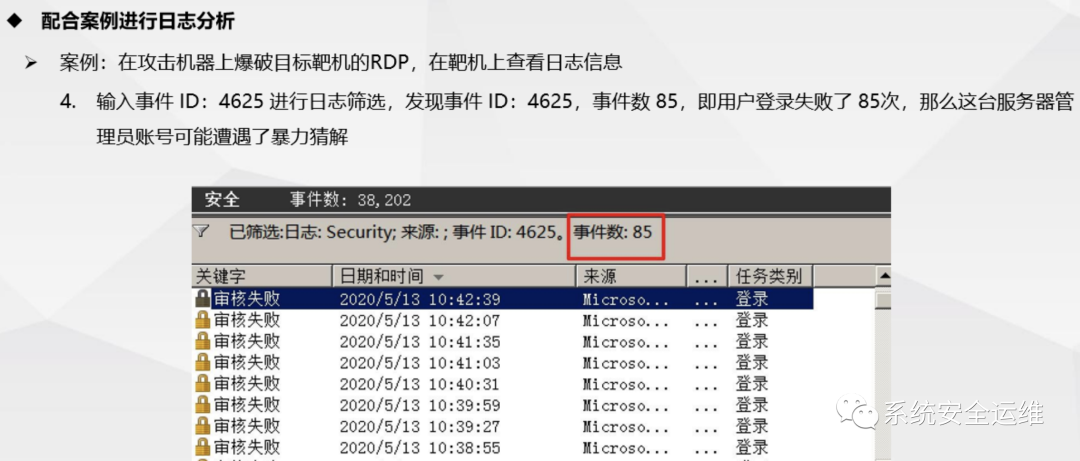 ◆ 配合案例进行日志分析
➤ 案例：在攻击机器上爆破目标靶机的RDP，在靶机上查看日志信息
4. 输入事件 ID：4625 进行日志筛选，发现事件 ID：4625，事件数 85，即用户登录失败了 85次，那么这台服务器管
理员账号可能遭遇了暴力猜解
安全 事件数: 38,202
已筛选:日志: Security; 来源: ; 事件 ID: 4625。 事件数: 85
关键字 日期和时间 来源 ... 任务类别
审核失败 2020/5/13 10:42:39 Microso... ... 登录
审核失败 2020/5/13 10:42:07 Microso... ... 登录
审核失败 2020/5/13 10:41:35 Microso... ... 登录
审核失败 2020/5/13 10:41:03 Microso... ... 登录
审核失败 2020/5/13 10:40:31 Microso... ... 登录
审核失败 2020/5/13 10:39:59 Microso... ... 登录
审核失败 2020/5/13 10:39:27 Microso... ... 登录
审核失败 2020/5/13 10:38:55 Microso... ... 登录
系统安全运维